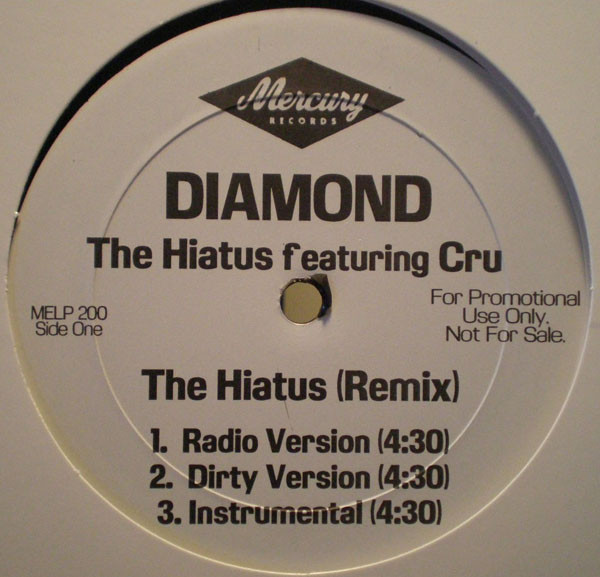 Mercury
RECORDS
DIAMOND
The Hiatus featuring Cru
MELP 200
Side One
For Promotional
Use Only.
Not For Sale.
The Hiatus (Remix)
1. Radio Version (4:30)
2. Dirty Version (4:30)
3. Instrumental (4:30)